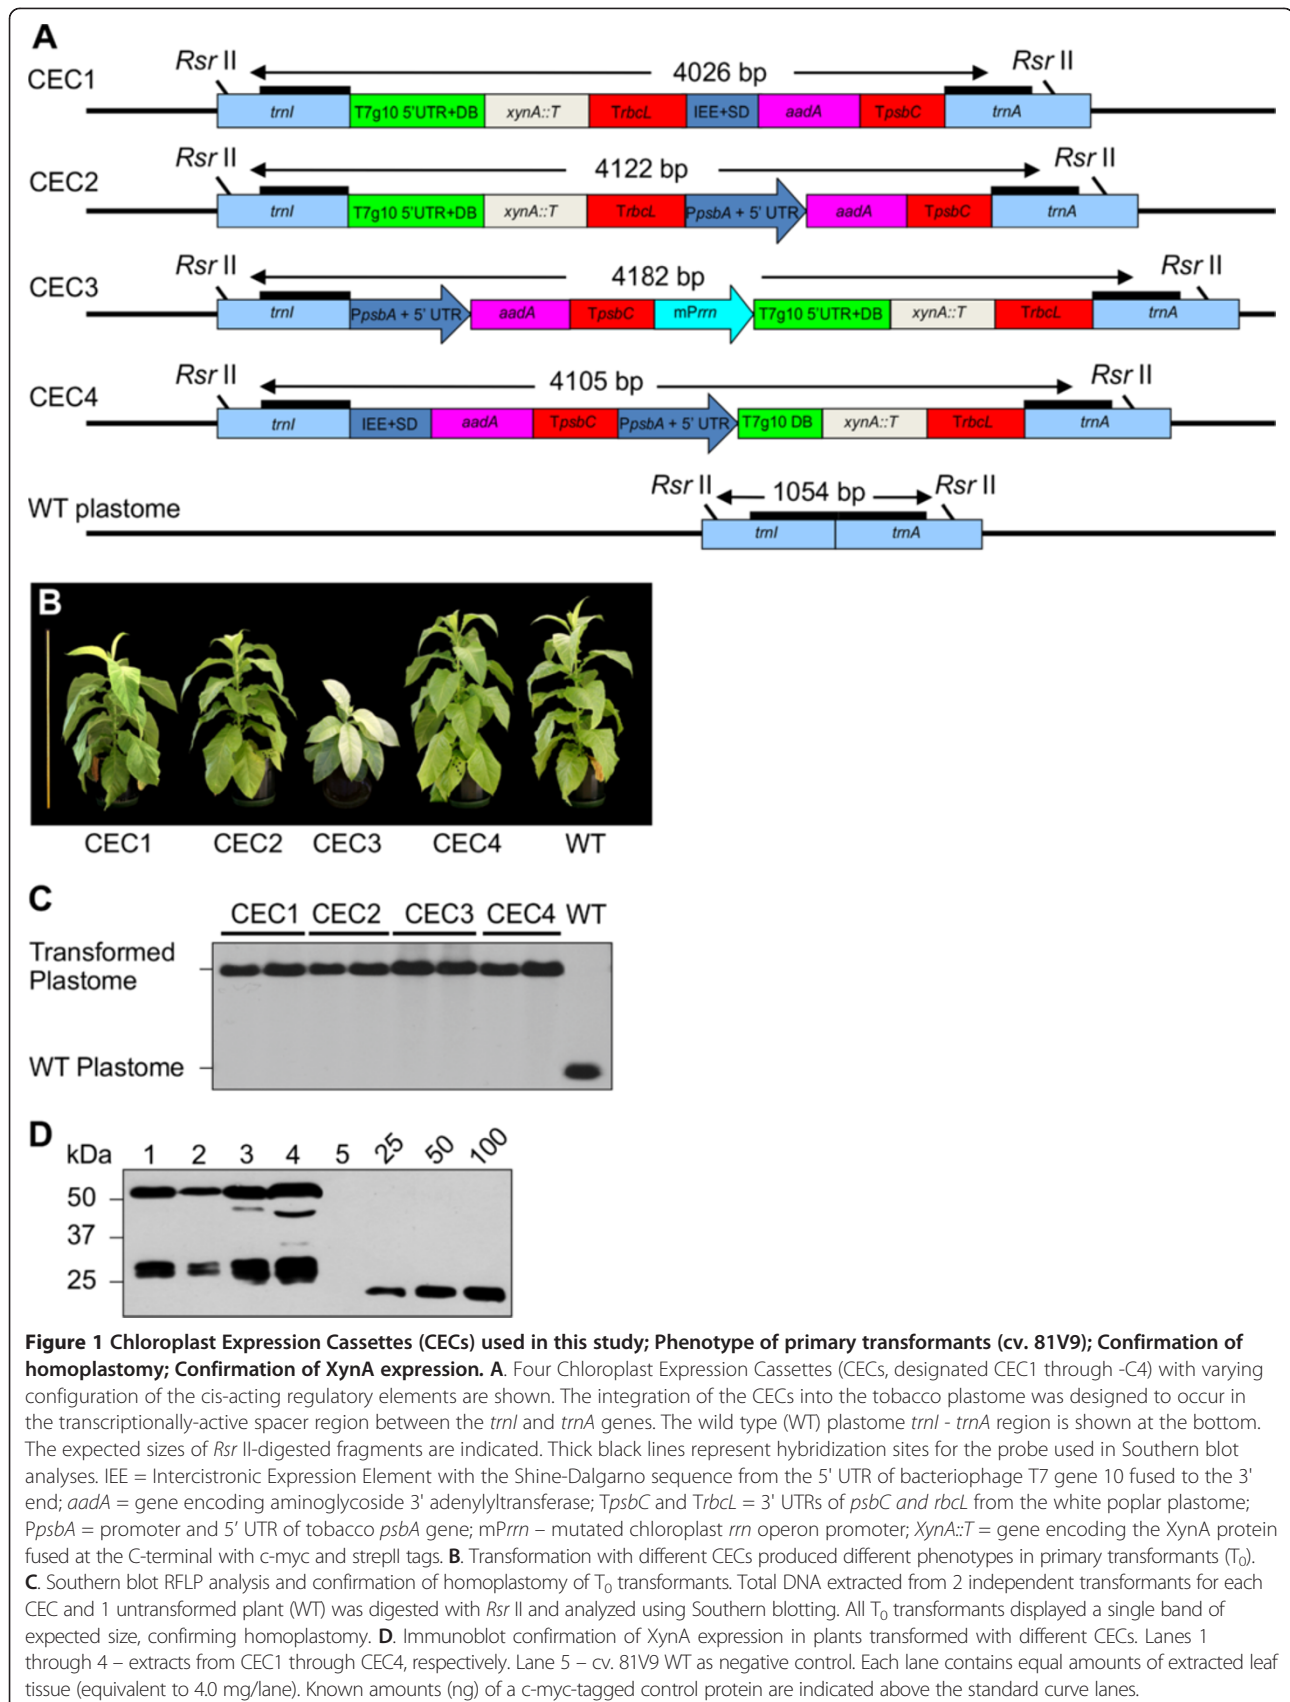 A
CEC1
Rsr II
4026 bp
Rsr II
trnI
T7g10 5'UTR+DB
xynA::T
TrbcL
IEE+SD
aadA
TpsbC
trnA
CEC2
Rsr II
4122 bp
Rsr II
trnI
T7g10 5'UTR+DB
xynA::T
TrbcL
PpsbA + 5' UTR
aadA
TpsbC
trnA
CEC3
Rsr II
4182 bp
Rsr II
trnI
PpsbA + 5' UTR
aadA
TpsbC
mPrrn
T7g10 5'UTR+DB
xynA::T
TrbcL
trnA
CEC4
Rsr II
4105 bp
Rsr II
trnI
IEE+SD
aadA
TpsbC
PpsbA + 5' UTR
T7g10 DB
xynA::T
TrbcL
trnA
WT plastome
Rsr II
1054 bp
Rsr II
trnI
trnA
B
CEC1 CEC2 CEC3 CEC4 WT
C
CEC1 CEC2 CEC3 CEC4 WT
Transformed
Plastome
WT Plastome
D
kDa 1 2 3 4 5 25 50 100
50
37
25
Figure 1 Chloroplast Expression Cassettes (CECs) used in this study; Phenotype of primary transformants (cv. 81V9); Confirmation of
homoplastomy; Confirmation of XynA expression. A. Four Chloroplast Expression Cassettes (CECs, designated CEC1 through -C4) with varying
configuration of the cis-acting regulatory elements are shown. The integration of the CECs into the tobacco plastome was designed to occur in
the transcriptionally-active spacer region between the trnI and trnA genes. The wild type (WT) plastome trnI - trnA region is shown at the bottom.
The expected sizes of Rsr II-digested fragments are indicated. Thick black lines represent hybridization sites for the probe used in Southern blot
analyses. IEE = Intercistronic Expression Element with the Shine-Dalgarno sequence from the 5' UTR of bacteriophage T7 gene 10 fused to the 3'
end; aadA = gene encoding aminoglycoside 3' adenylyltransferase; TpsbC and TrbcL = 3' UTRs of psbC and rbcL from the white poplar plastome;
PpsbA = promoter and 5' UTR of tobacco psbA gene; mPrrn – mutated chloroplast rrn operon promoter; XynA::T = gene encoding the XynA protein
fused at the C-terminal with c-myc and strepII tags. B. Transformation with different CECs produced different phenotypes in primary transformants (T0).
C. Southern blot RFLP analysis and confirmation of homoplastomy of T0 transformants. Total DNA extracted from 2 independent transformants for each
CEC and 1 untransformed plant (WT) was digested with Rsr II and analyzed using Southern blotting. All T0 transformants displayed a single band of
expected size, confirming homoplastomy. D. Immunoblot confirmation of XynA expression in plants transformed with different CECs. Lanes 1
through 4 – extracts from CEC1 through CEC4, respectively. Lane 5 – cv. 81V9 WT as negative control. Each lane contains equal amounts of extracted leaf
tissue (equivalent to 4.0 mg/lane). Known amounts (ng) of a c-myc-tagged control protein are indicated above the standard curve lanes.